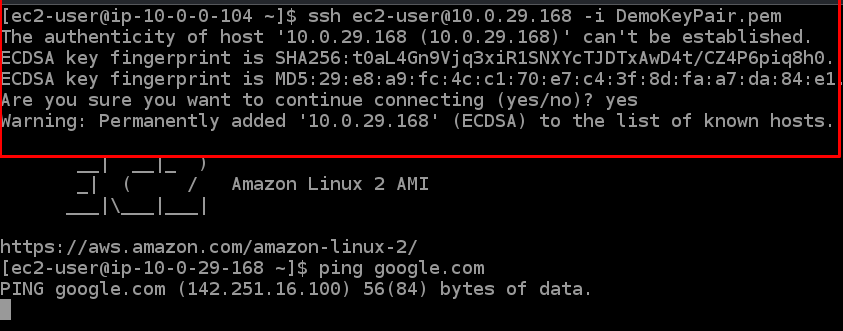 [ec2-user@ip-10-0-0-104 ~]$ ssh ec2-user@10.0.29.168 -i DemoKeyPair.pem
The authenticity of host '10.0.29.168 (10.0.29.168)' can't be established.
ECDSA key fingerprint is SHA256:t0aL4Gn9Vjq3xiR1SNXYcTJDTxAwD4t/CZ4P6piq8h0.
ECDSA key fingerprint is MD5:29:e8:a9:fc:4c:c1:70:e7:c4:3f:8d:fa:a7:da:84:e1.
Are you sure you want to continue connecting (yes/no)? yes
Warning: Permanently added '10.0.29.168' (ECDSA) to the list of known hosts.
       __|  __|_  )
       _|  (     /   Amazon Linux 2 AMI
      ___|\___|___|
https://aws.amazon.com/amazon-linux-2/
[ec2-user@ip-10-0-29-168 ~]$ ping google.com
PING google.com (142.251.16.100) 56(84) bytes of data.